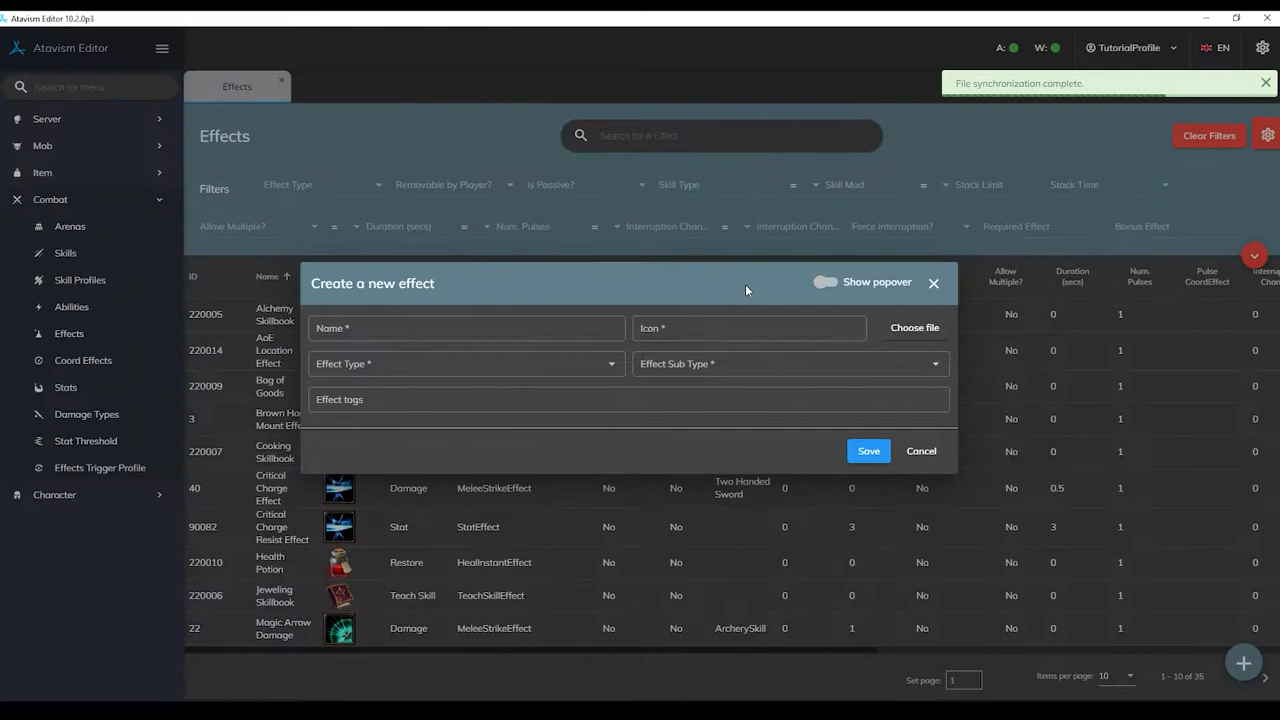 Atavism Editor 10.2.0p3
Atavism Editor
A:
W:
TutorialProfile
EN
Search for menu
Effects
File synchronization complete.
Server
Mob
Item
Combat
Arenas
Skills
Skill Profiles
Abilities
Effects
Coord Effects
Stats
Damage Types
Stat Threshold
Effects Trigger Profile
Character
Effects
Search for a Effect
Clear Filters
Filters
Effect Type
Removable by Player?
Is Passive?
Skill Type
=
Skill Mod
=
Stack Limit
Stack Time
Allow Multiple?
=
Duration (secs)
=
Num. Pulses
=
Interruption Chan...
=
Interruption Chan...
Force Interruption?
Required Effect
Bonus Effect
ID
Name
Allow
Multiple?
Duration
(secs)
Num.
Pulses
Pulse
CoordEffect
Create a new effect
Show popover
Name *
Icon *
Choose file
Effect Type *
Effect Sub Type *
Effect tags
Save
Cancel
220005
Alchemy
Skillbook
No
0
1
0
220014
AoE
Location
Effect
No
0
1
0
220009
Bag of
Goods
No
0
1
0
3
No
0
1
0
220007
Cooking
Skillbook
No
0
1
0
40
Critical
Charge
Effect
Damage
MeleeStrikeEffect
No
No
Two Handed
Sword
0
0
No
0.5
1
0
90082
Critical
Charge
Resist Effect
Stat
StatEffect
No
No
0
3
No
3
1
0
220010
Health
Potion
Restore
HealInstantEffect
No
No
0
0
No
0
1
0
220006
Jeweling
Skillbook
Teach Skill
TeachSkillEffect
No
No
0
0
No
0
1
0
22
Magic Arrow
Damage
Damage
MeleeStrikeEffect
No
No
ArcherySkill
0
1
No
0
1
0
Set page:
1
Items per page:
10
1 - 10 of 35